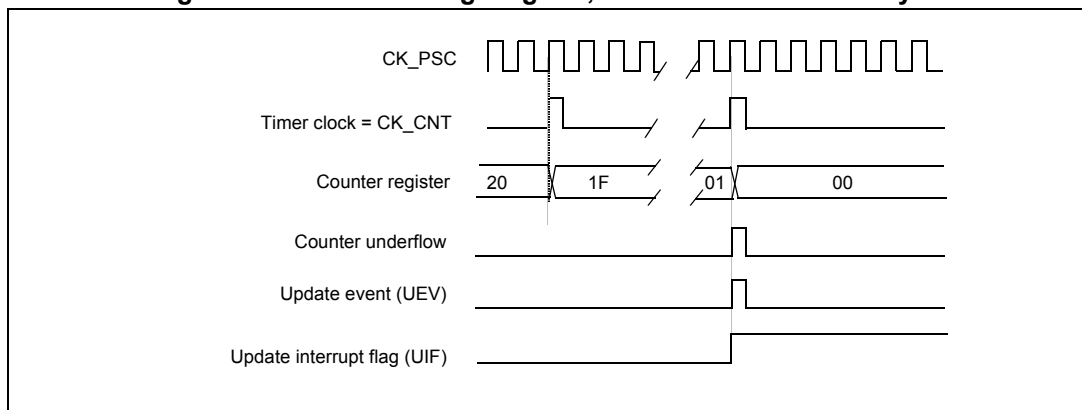 CK_PSC
Timer clock = CK_CNT
Counter register 20 1F 01 00
Counter underflow
Update event (UEV)
Update interrupt flag (UIF)